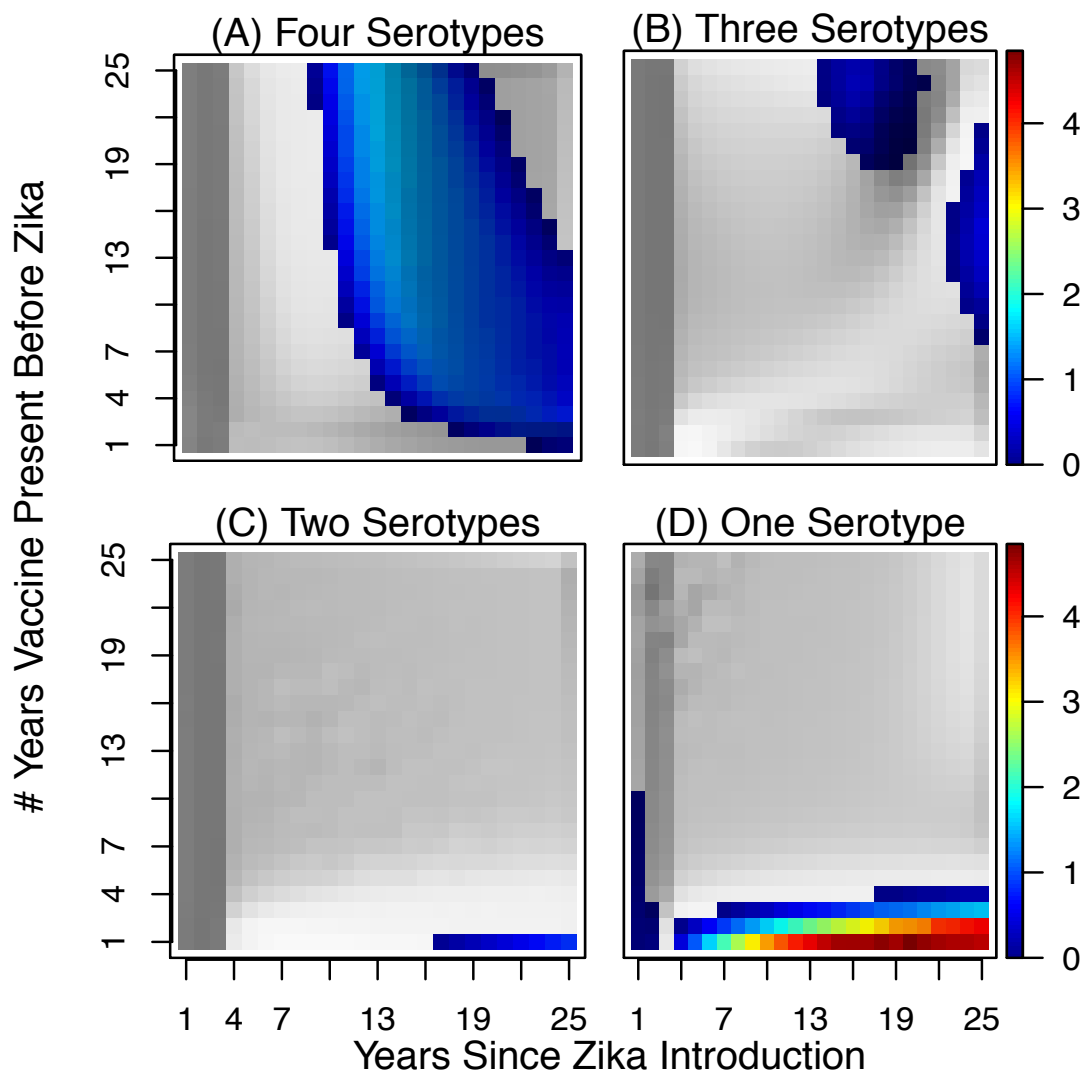 (A) Four Serotypes
(B) Three Serotypes
25
19
13
7
4
1
4
3
2
1
0
# Years Vaccine Present Before Zika
(C) Two Serotypes
(D) One Serotype
25
19
13
7
4
1
4
3
2
1
0
1 4 7 13 19 25
1 7 13 19 25
Years Since Zika Introduction